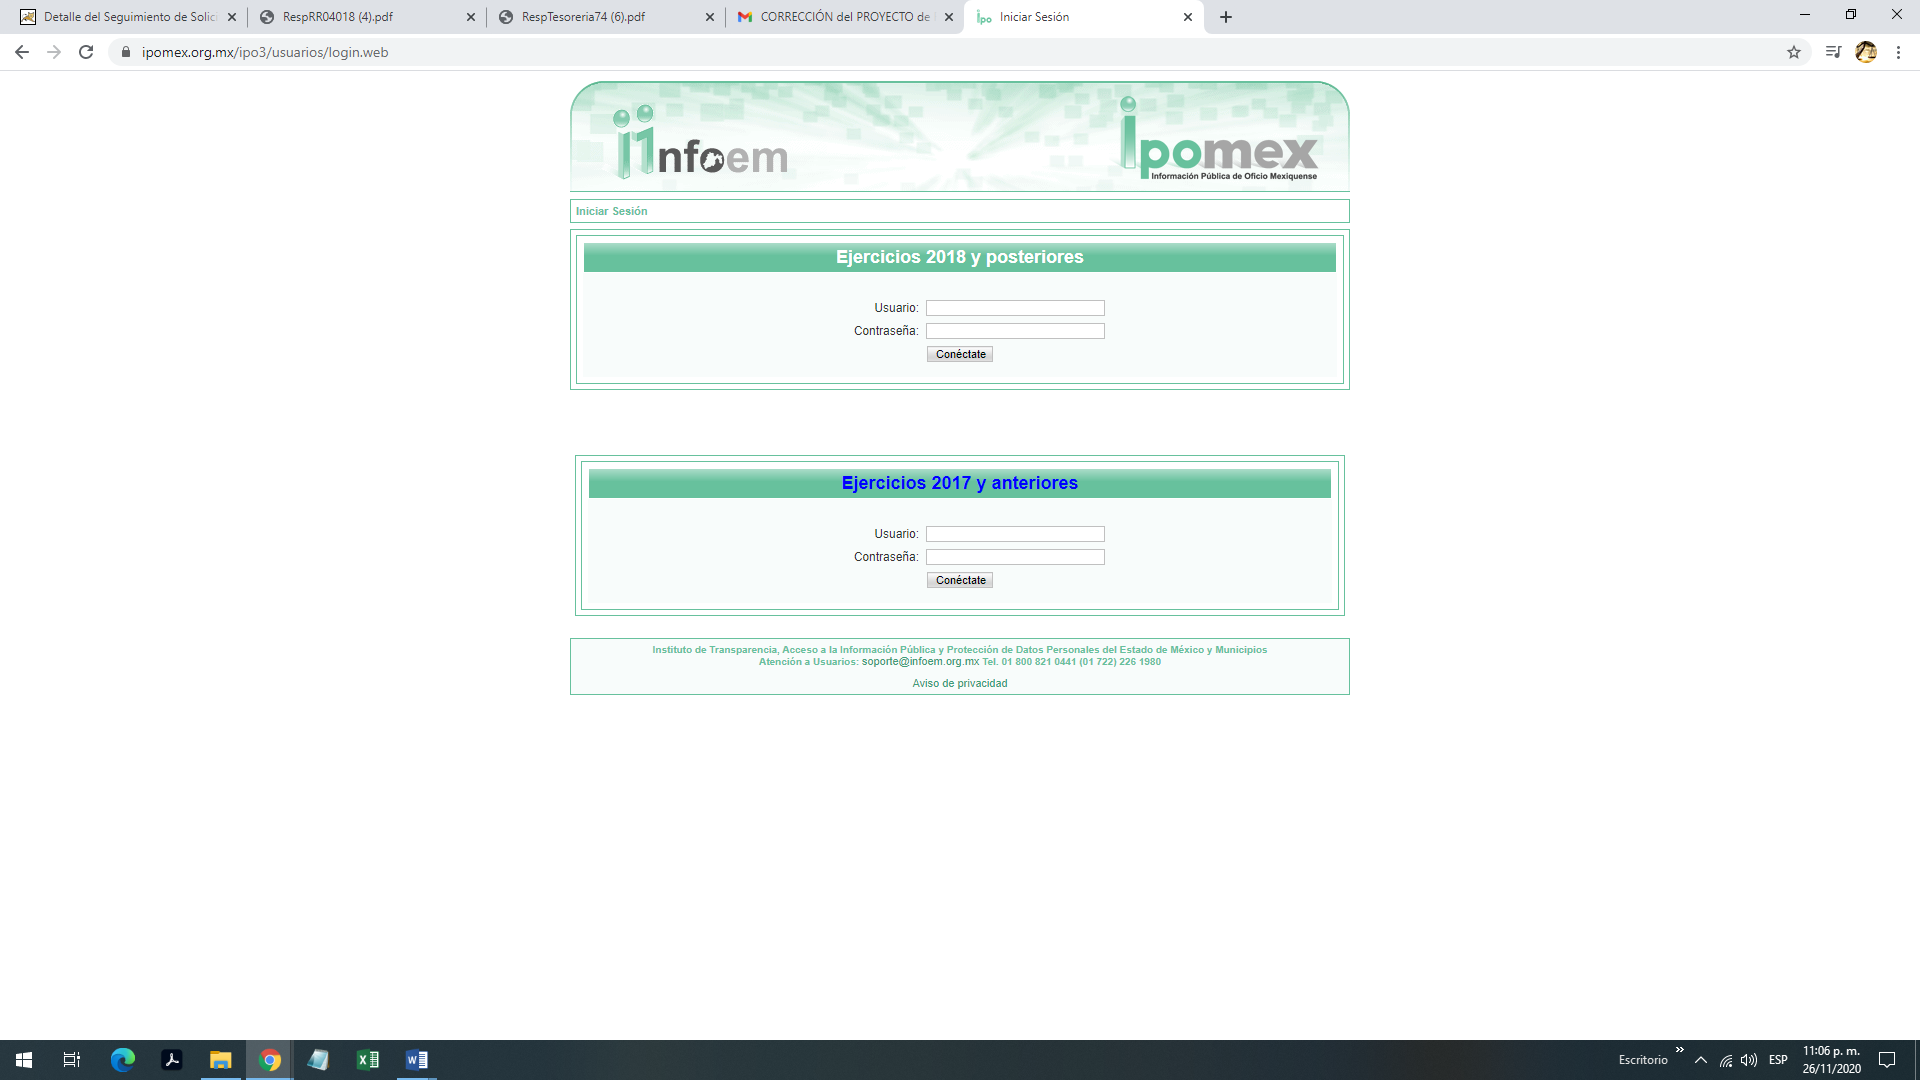 Detalle del Seguimiento de Solici
RespRR04018 (4).pdf
RespTesoreria74 (6).pdf
CORRECCIÓN del PROYECTO de
Iniciar Sesión
ipomex.org.mx/ipo3/usuarios/login.web
infoem
ipomex
Información Pública de Oficio Mexiquense
Iniciar Sesión
Ejercicios 2018 y posteriores
Usuario:
Contraseña:
Conéctate
Ejercicios 2017 y anteriores
Usuario:
Contraseña:
Conéctate
Instituto de Transparencia, Acceso a la Información Pública y Protección de Datos Personales del Estado de México y Municipios
Atención a Usuarios: soporte@infoem.org.mx Tel. 01 800 821 0441 (01 722) 226 1980
Aviso de privacidad
Escritorio
ESP
11:06 p. m.
26/11/2020